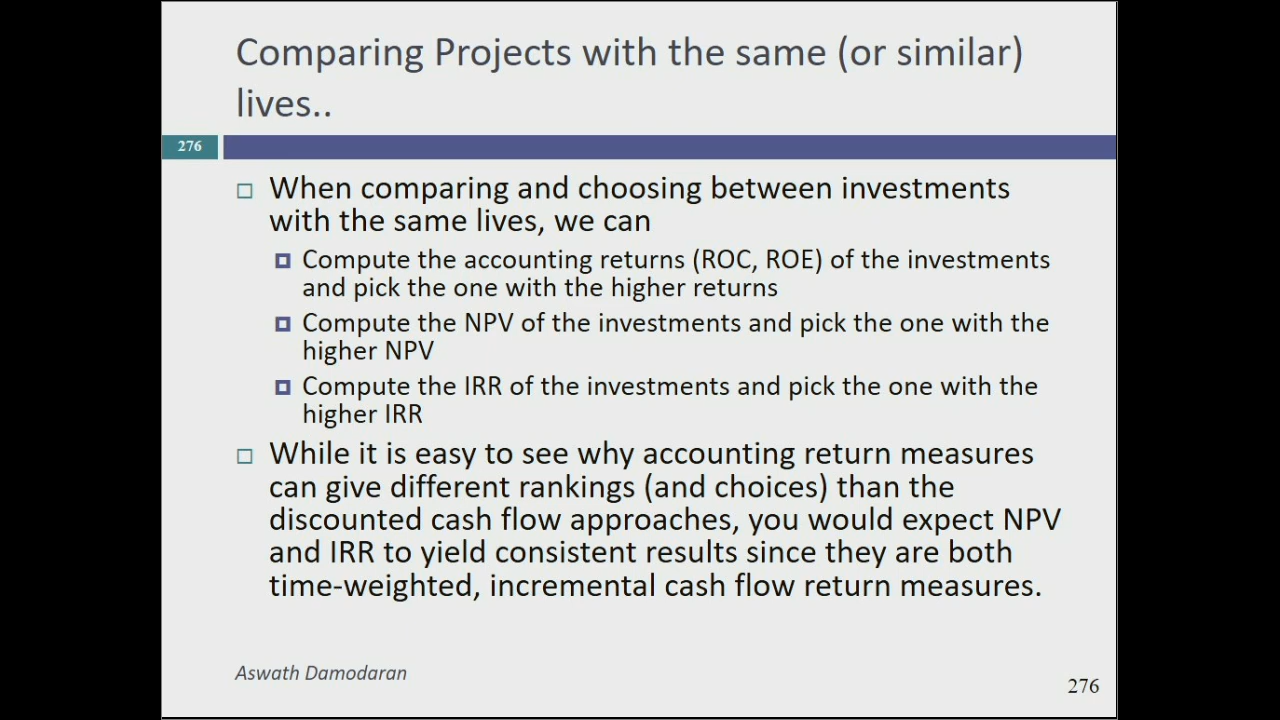 Comparing Projects with the same (or similar)
lives..
276
When comparing and choosing between investments
with the same lives, we can
Compute the accounting returns (ROC, ROE) of the investments
and pick the one with the higher returns
Compute the NPV of the investments and pick the one with the
higher NPV
Compute the IRR of the investments and pick the one with the
higher IRR
While it is easy to see why accounting return measures
can give different rankings (and choices) than the
discounted cash flow approaches, you would expect NPV
and IRR to yield consistent results since they are both
time-weighted, incremental cash flow return measures.
Aswath Damodaran
276